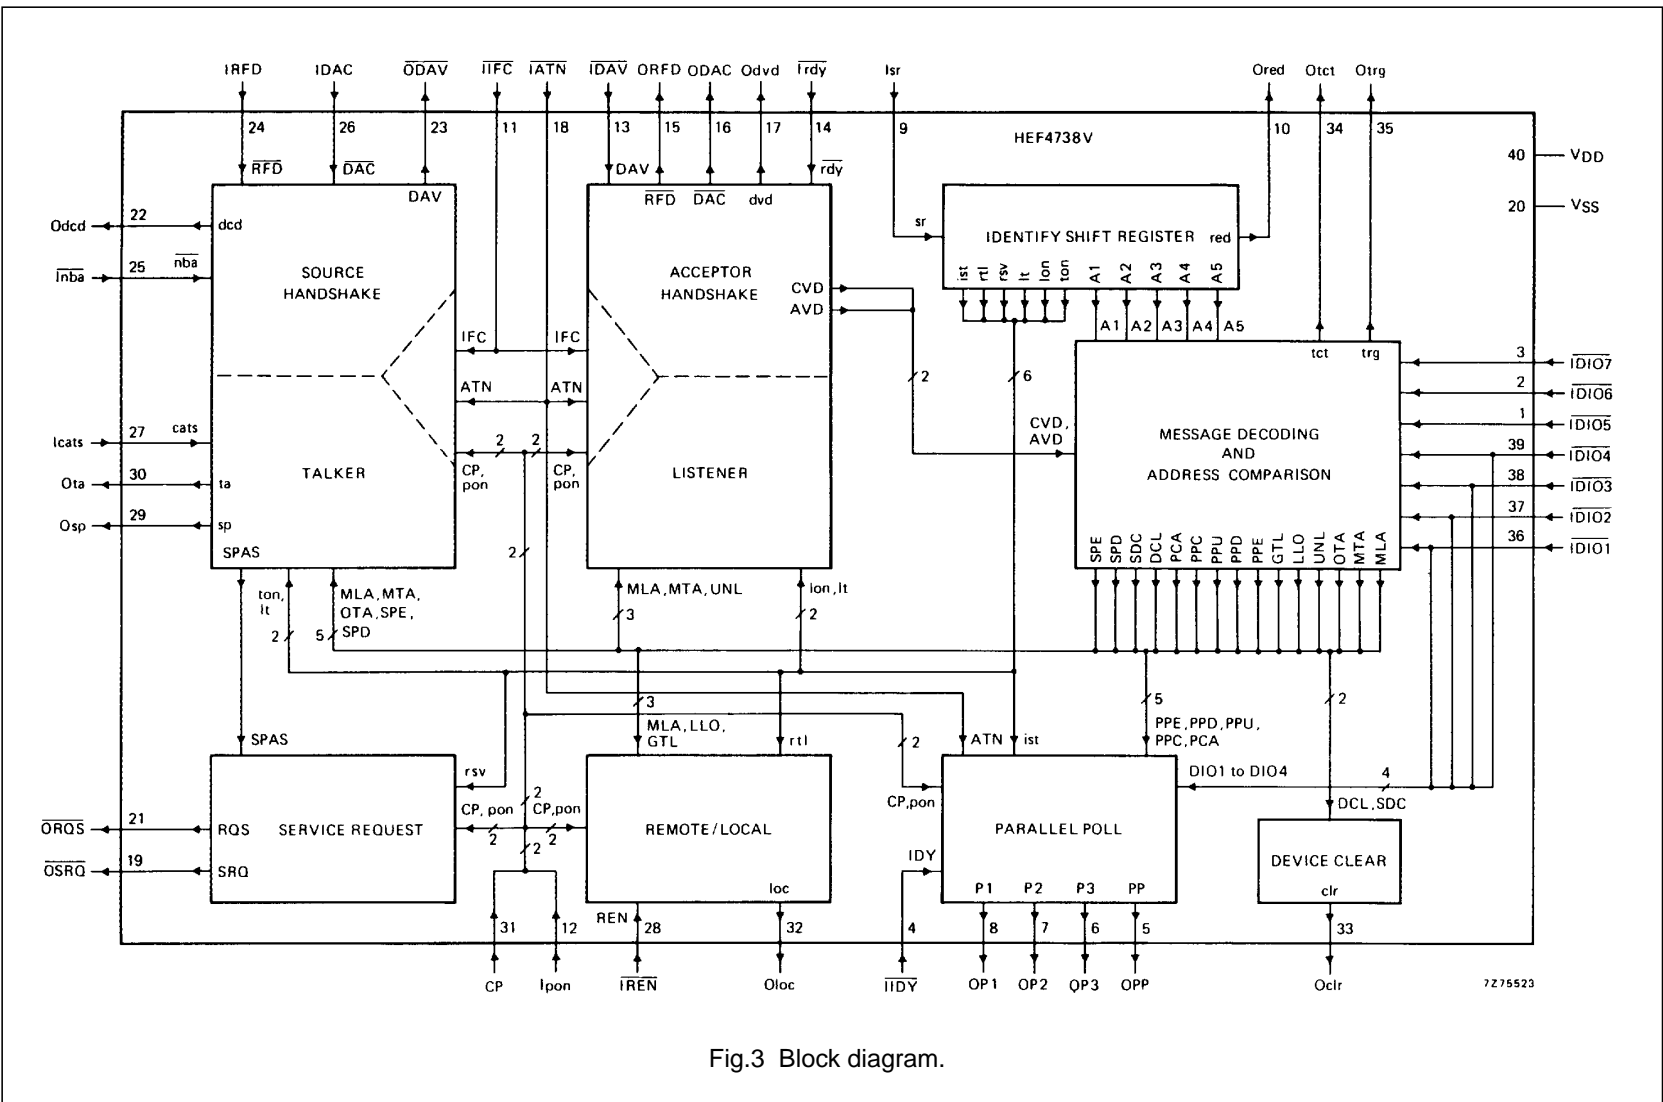 IRFD IDAC ODAV IIFC IATN IDAV ORFD ODAC Odvd Irdy Isr Ored Otct Otrg
24 26 23 11 18 13 15 16 17 14 9 10 34 35
HEF4738V
40 VDD
20 VSS
RFD DAC DAV DAV RFD DAC dvd rdy
Odcd 22 dcd
Inba 25 nba
SOURCE
HANDSHAKE
ACCEPTOR
HANDSHAKE
CVD
AVD
sr IDENTIFY SHIFT REGISTER red
ist rtl rsv lt lon ton A1 A2 A3 A4 A5
A1 A2 A3 A4 A5
IFC IFC
ATN ATN
2 2
CP, pon CP, pon
2 6
tct trg
3 IDIO7
2 IDIO6
1 IDIO5
39 IDIO4
38 IDIO3
37 IDIO2
36 IDIO1
CVD,
AVD
MESSAGE DECODING
AND
ADDRESS COMPARISON
Icats 27 cats
Ota 30 ta
Osp 29 sp
TALKER
LISTENER
SPAS
2
SPE SPD SDC DCL PCA PPC PPU PPD PPE GTL LLO UNL OTA MTA MLA
ton,
lt
2
MLA, MTA,
OTA, SPE,
SPD
5
MLA, MTA, UNL
3
lon, lt
2
3
MLA, LLO,
GTL
rtl
2
ATN ist
5
PPE, PPD, PPU,
PPC, PCA
2
SPAS
rsv
CP, pon CP, pon
2 2 2 2
CP, pon
DIO1 to DIO4 4
DCL, SDC
ORQS 21 RQS
OSRQ 19 SRQ
SERVICE REQUEST
REMOTE/LOCAL
PARALLEL POLL
DEVICE CLEAR
IDY
loc
P1 P2 P3 PP
clr
REN
31 12 28 32 4 8 7 6 5 33
CP Ipon IREN Oloc IIDY OP1 OP2 OP3 OPP Oclr
7Z75523
Fig.3 Block diagram.